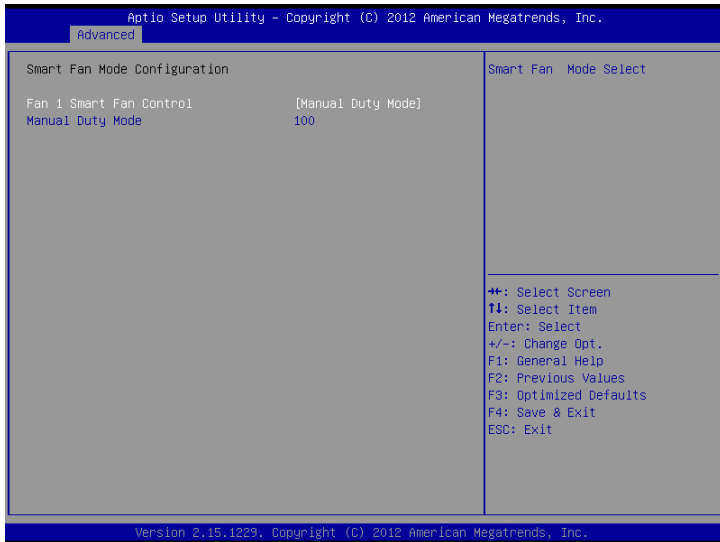 Aptio Setup Utility – Copyright (C) 2012 American Megatrends, Inc.
Advanced
Smart Fan Mode Configuration
Fan 1 Smart Fan Control [Manual Duty Mode]
Manual Duty Mode 100
Smart Fan Mode Select
→←: Select Screen
↑↓: Select Item
Enter: Select
+/-: Change Opt.
F1: General Help
F2: Previous Values
F3: Optimized Defaults
F4: Save & Exit
ESC: Exit
Version 2.15.1229. Copyright (C) 2012 American Megatrends, Inc.